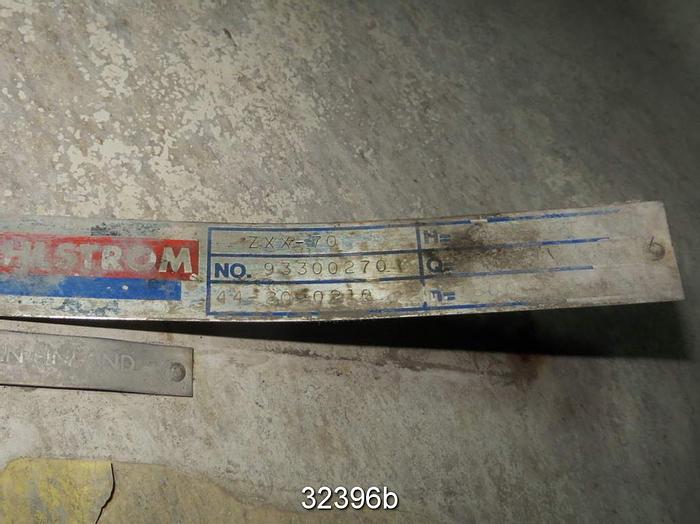 HLSTROM
ZXX-70
NO. 93300270
H=
Q=
n=
32396b